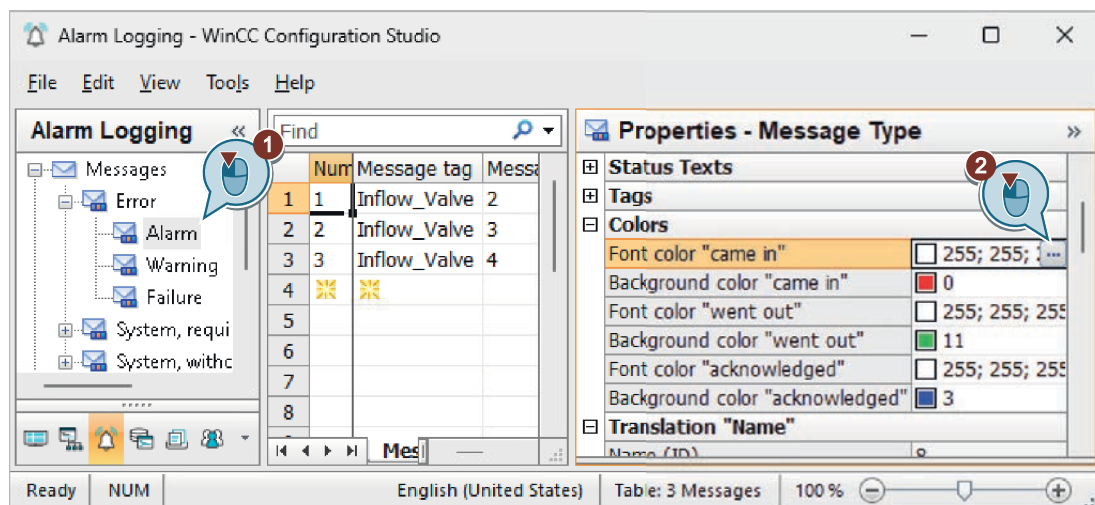 Alarm Logging - WinCC Configuration Studio
File Edit View Tools Help
Alarm Logging «
1
Messages
Error
Alarm
Warning
Failure
System, requi
System, withc
Find
Num Message tag Messa
1 1 Inflow_Valve 2
2 2 Inflow_Valve 3
3 3 Inflow_Valve 4
4
5
6
7
8
Mes
Properties - Message Type »
2
Status Texts
Tags
Colors
Font color "came in" 255; 255; ...
Background color "came in" 0
Font color "went out" 255; 255; 255
Background color "went out" 11
Font color "acknowledged" 255; 255; 255
Background color "acknowledged" 3
Translation "Name"
Name (ID) 8
Ready NUM English (United States) Table: 3 Messages 100 %